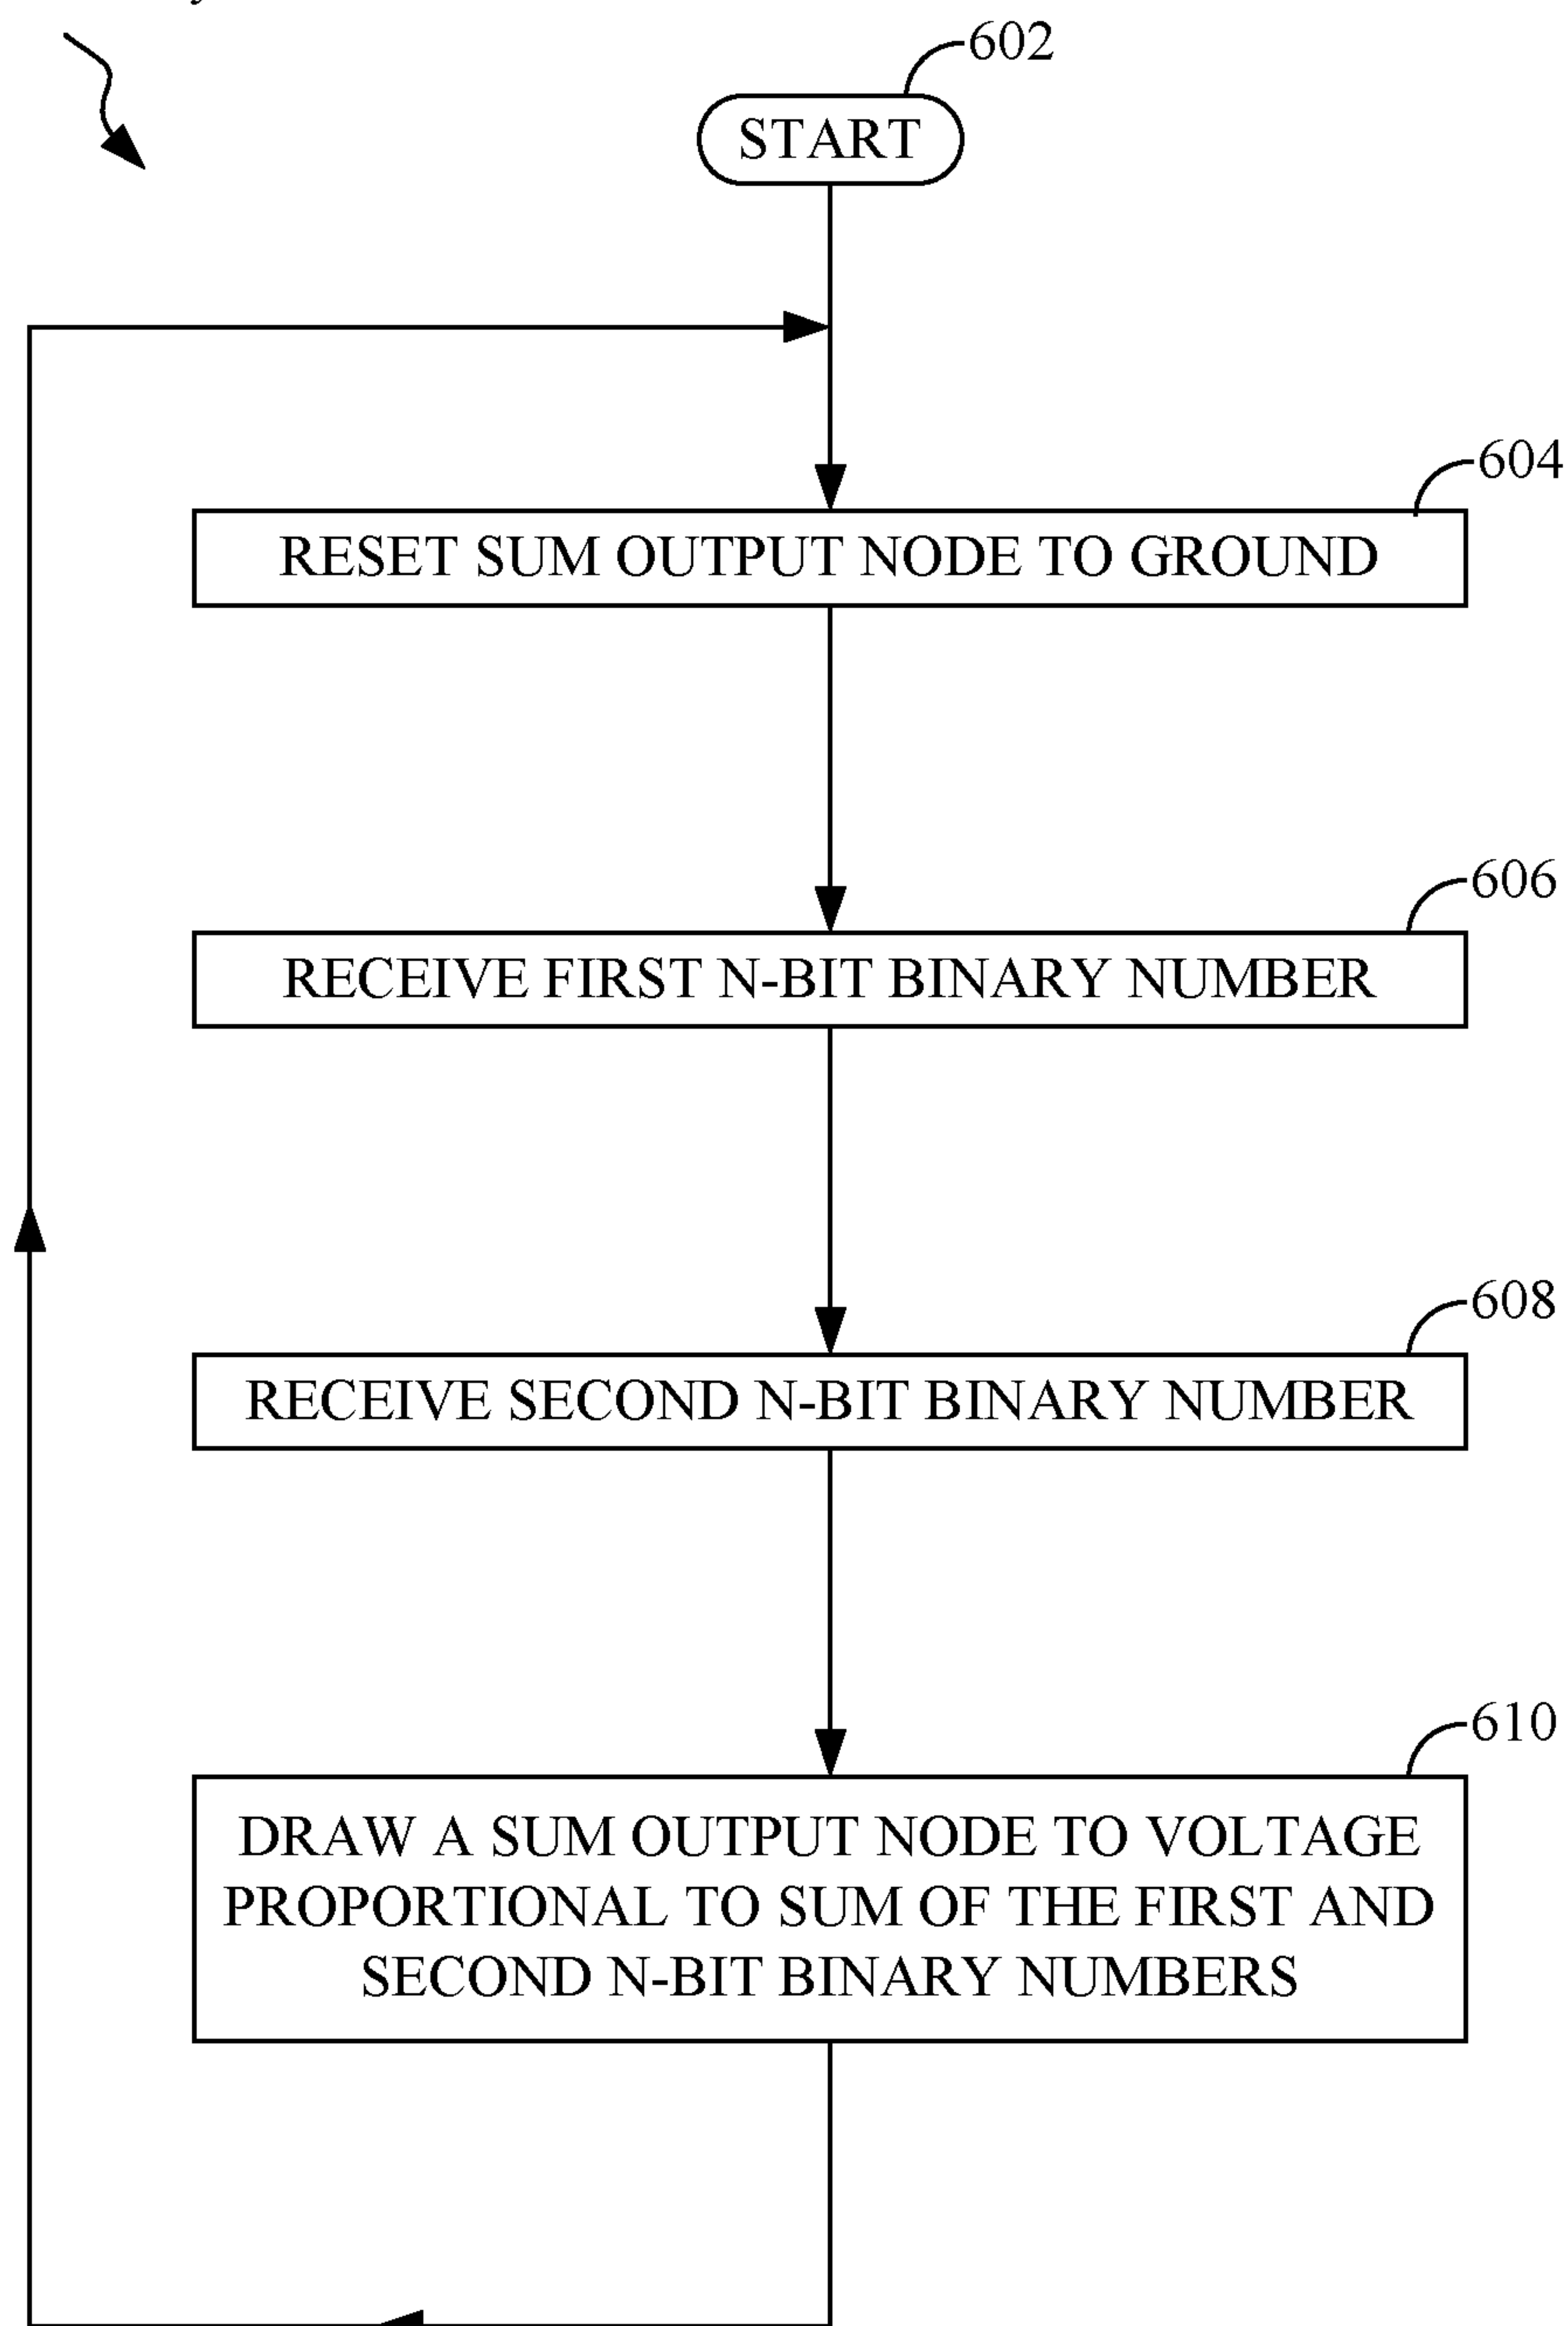 602
START
604
RESET SUM OUTPUT NODE TO GROUND
606
RECEIVE FIRST N-BIT BINARY NUMBER
608
RECEIVE SECOND N-BIT BINARY NUMBER
610
DRAW A SUM OUTPUT NODE TO VOLTAGE
PROPORTIONAL TO SUM OF THE FIRST AND
SECOND N-BIT BINARY NUMBERS